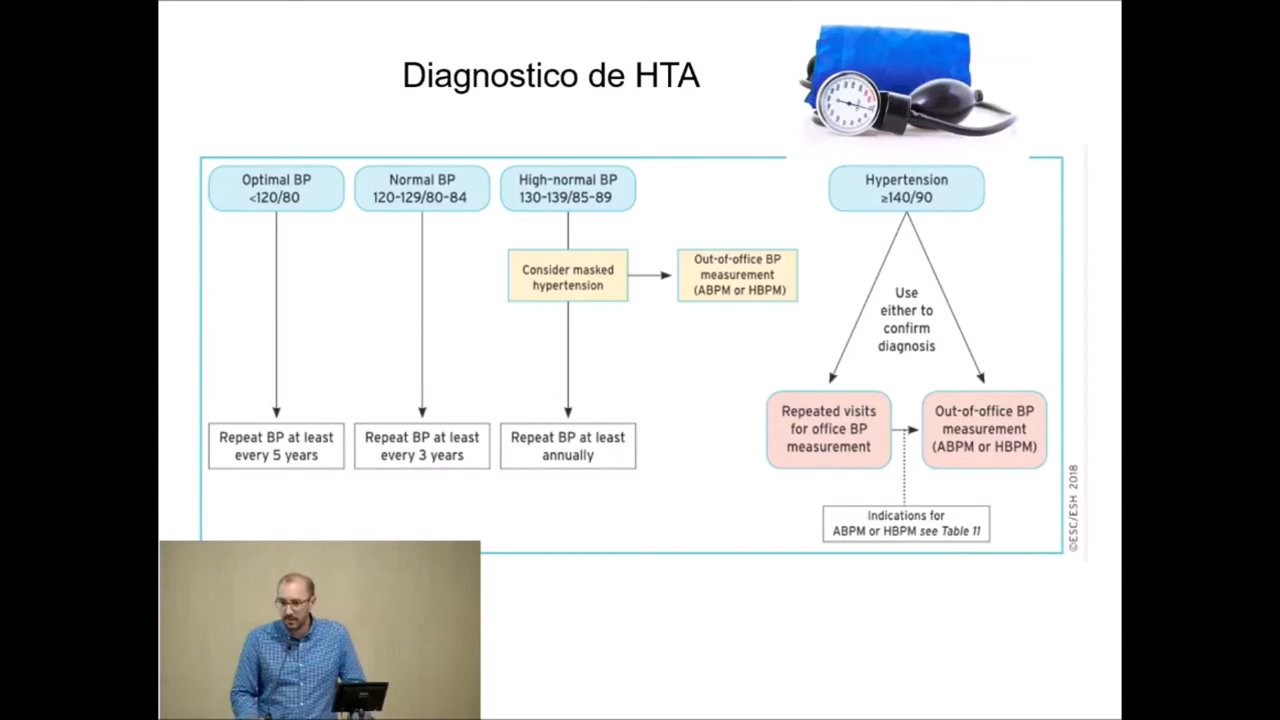 Diagnostico de HTA
Optimal BP
<120/80
Normal BP
120-129/80-84
High-normal BP
130-139/85-89
Hypertension
≥140/90
Consider masked
hypertension
Out-of-office BP
measurement
(ABPM or HBPM)
Use
either to
confirm
diagnosis
Repeat BP at least
every 5 years
Repeat BP at least
every 3 years
Repeat BP at least
annually
Repeated visits
for office BP
measurement
Out-of-office BP
measurement
(ABPM or HBPM)
Indications for
ABPM or HBPM see Table 11
©ESC/ESH 2018